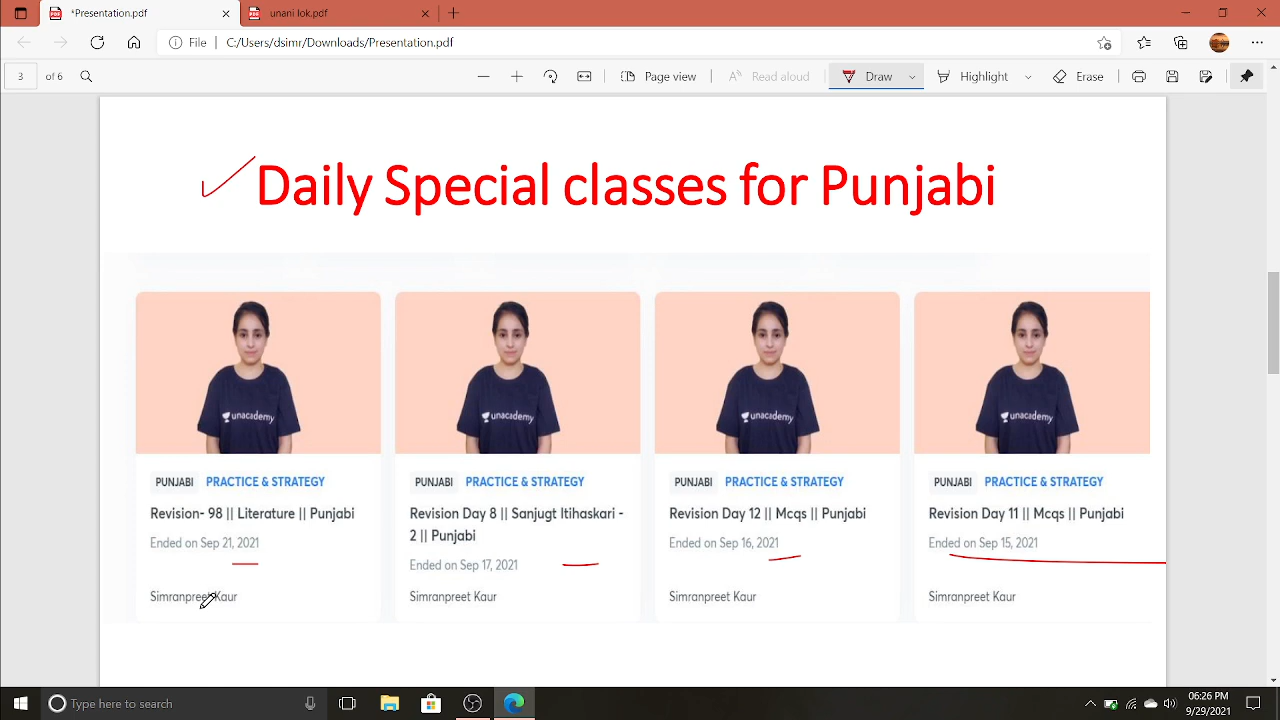 *Presentation.pdf
unani lok.pdf
File C:/Users/dsimr/Downloads/Presentation.pdf
3 of 6 Page view Read aloud Draw Highlight Erase
Daily Special classes for Punjabi
unacademy unacademy unacademy unacademy
PUNJABI PRACTICE & STRATEGY
Revision- 98 || Literature || Punjabi
Ended on Sep 21, 2021
Simranpreet Kaur
PUNJABI PRACTICE & STRATEGY
Revision Day 8 || Sanjugt Itihaskari -
2 || Punjabi
Ended on Sep 17, 2021
Simranpreet Kaur
PUNJABI PRACTICE & STRATEGY
Revision Day 12 || Mcqs || Punjabi
Ended on Sep 16, 2021
Simranpreet Kaur
PUNJABI PRACTICE & STRATEGY
Revision Day 11 || Mcqs || Punjabi
Ended on Sep 15, 2021
Simranpreet Kaur
Type here to search
06:26 PM
9/29/2021